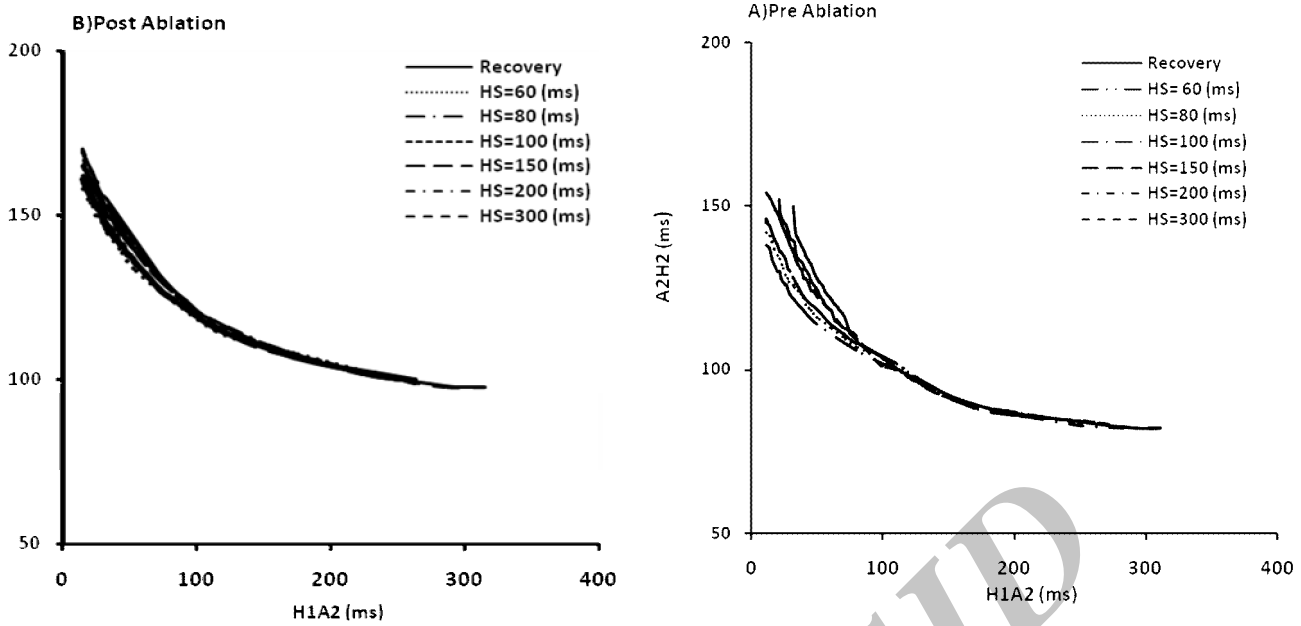 B)Post Ablation
200
150
100
50
0
100
200
300
400
H1A2 (ms)
Recovery
HS=60 (ms)
HS=80 (ms)
HS=100 (ms)
HS=150 (ms)
HS=200 (ms)
HS=300 (ms)
A)Pre Ablation
A2H2 (ms)
200
150
100
50
0
100
200
300
400
H1A2 (ms)
Recovery
HS= 60 (ms)
HS=80 (ms)
HS=100 (ms)
HS=150 (ms)
HS=200 (ms)
HS=300 (ms)